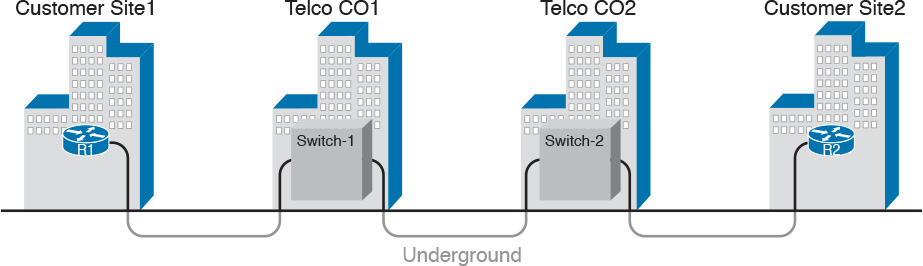 Customer Site1
Telco CO1
Telco CO2
Customer Site2
R1
Switch-1
Switch-2
R2
Underground